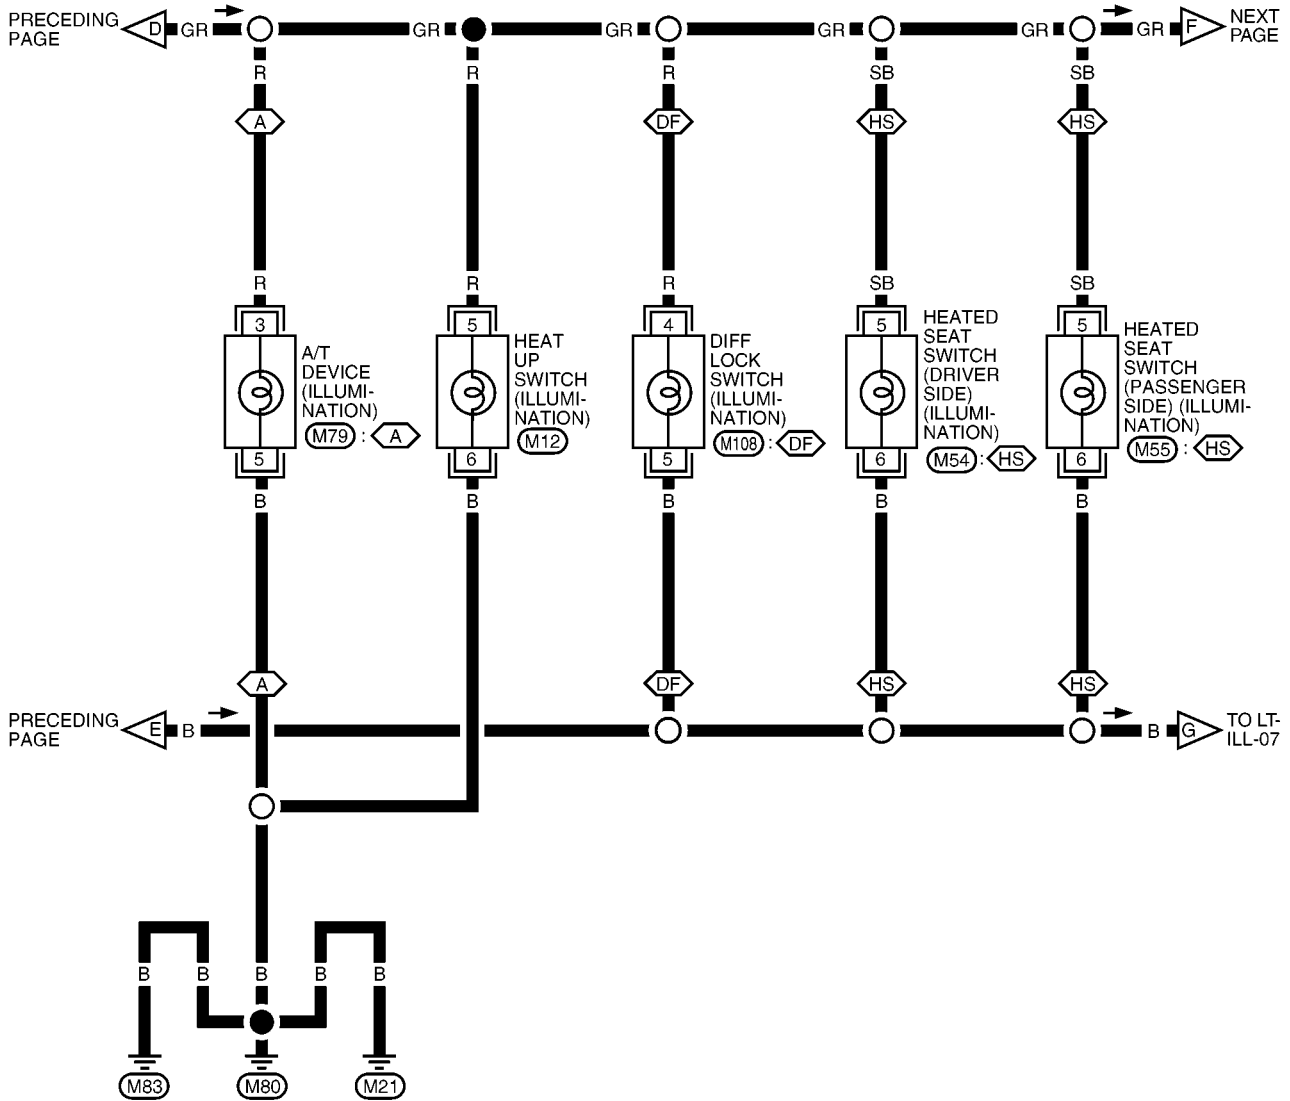 PRECEDING
PAGE
D
GR
GR
GR
GR
GR
GR
F
NEXT
PAGE
R
R
R
SB
SB
A
DF
HS
HS
R
R
R
SB
SB
3
5
4
5
5
A/T
DEVICE
(ILLUMI-
NATION)
M79 : A
HEAT
UP
SWITCH
(ILLUMI-
NATION)
M12
DIFF
LOCK
SWITCH
(ILLUMI-
NATION)
M108 : DF
HEATED
SEAT
SWITCH
(DRIVER
SIDE)
(ILLUMI-
NATION)
M54 : HS
HEATED
SEAT
SWITCH
(PASSENGER
SIDE) (ILLUMI-
NATION)
M55 : HS
5
6
5
6
6
B
B
B
B
B
A
DF
HS
HS
PRECEDING
PAGE
E
B
B
G
TO LT-
ILL-07
B
B
B
B
B
M83
M80
M21